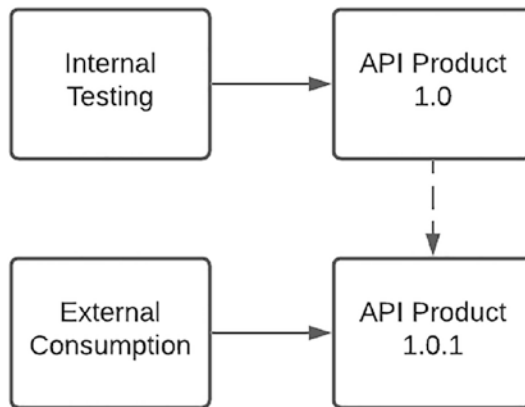 Internal
Testing
API Product
1.0
External
Consumption
API Product
1.0.1